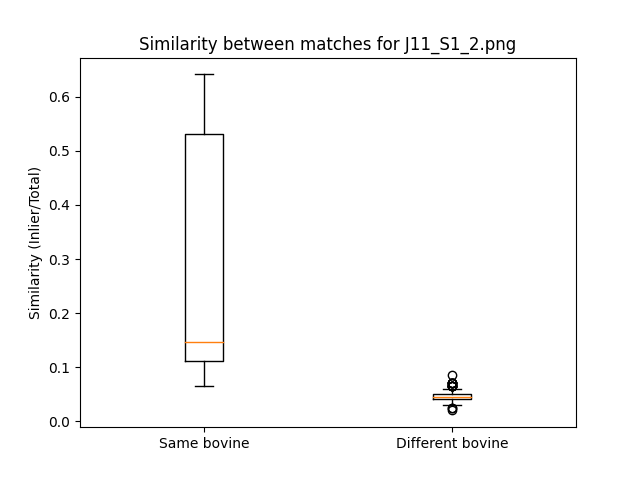 Similarity between matches for J11_S1_2.png
Similarity (Inlier/Total)
0.6
0.5
0.4
0.3
0.2
0.1
0.0
Same bovine
Different bovine